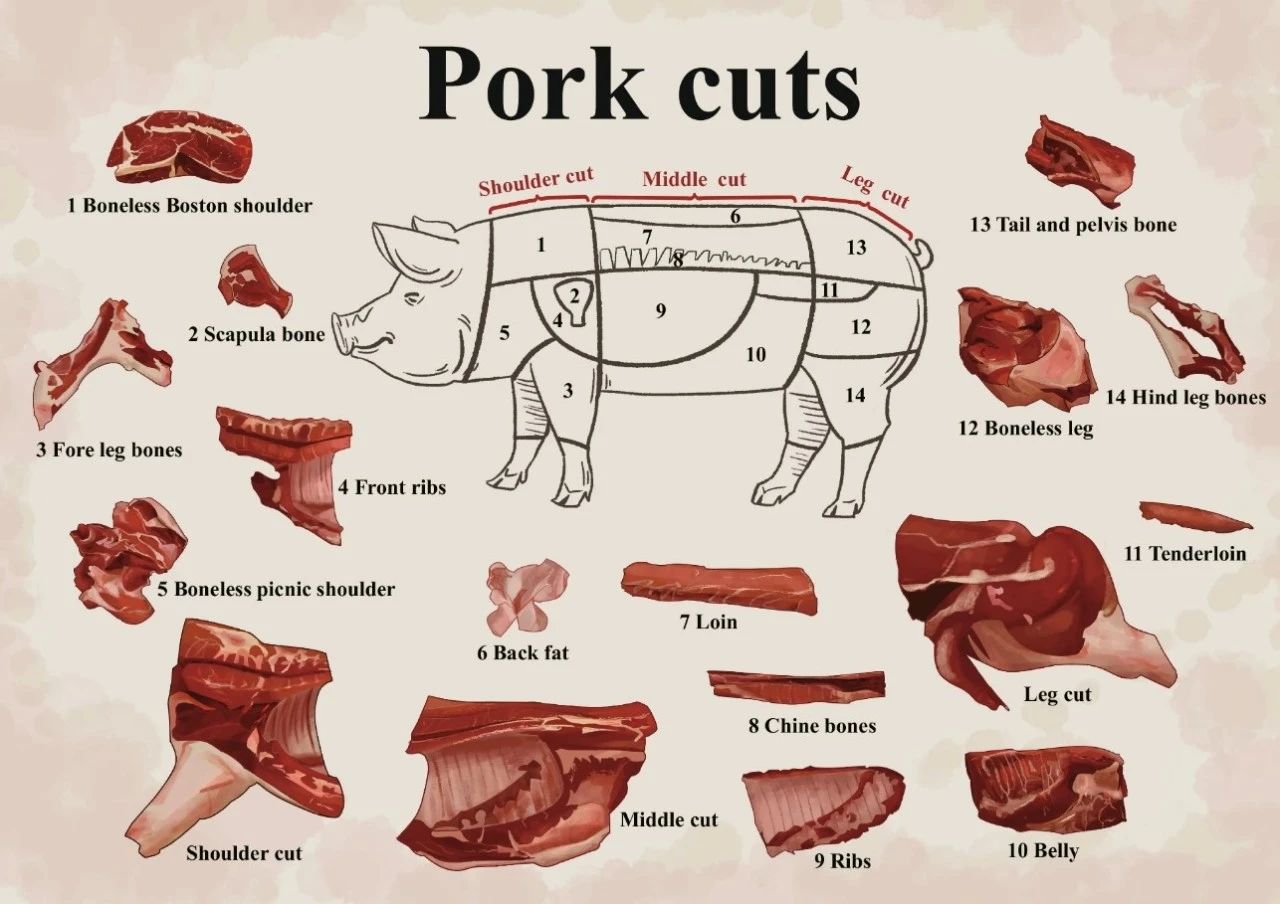 Pork cuts
Shoulder cut
Middle cut
Leg cut
1 Boneless Boston shoulder
2 Scapula bone
3 Fore leg bones
4 Front ribs
5 Boneless picnic shoulder
Shoulder cut
1
2
3
4
5
6
7
8
9
10
11
12
13
14
6 Back fat
7 Loin
8 Chine bones
Middle cut
9 Ribs
10 Belly
13 Tail and pelvis bone
14 Hind leg bones
12 Boneless leg
11 Tenderloin
Leg cut